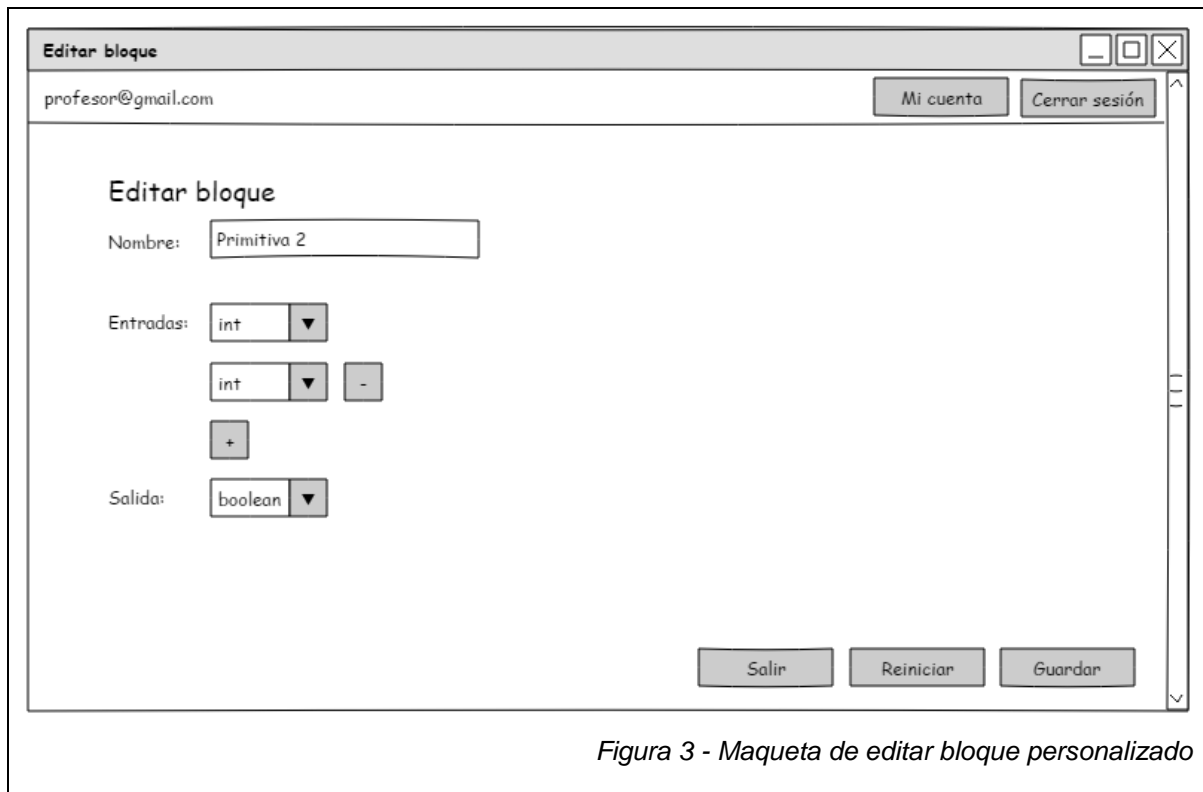 Editar bloque
profesor@gmail.com Mi cuenta Cerrar sesión
Editar bloque
Nombre: Primitiva 2
Entradas: int ▼
int ▼ -
+
Salida: boolean ▼
Salir Reiniciar Guardar
Figura 3 - Maqueta de editar bloque personalizado